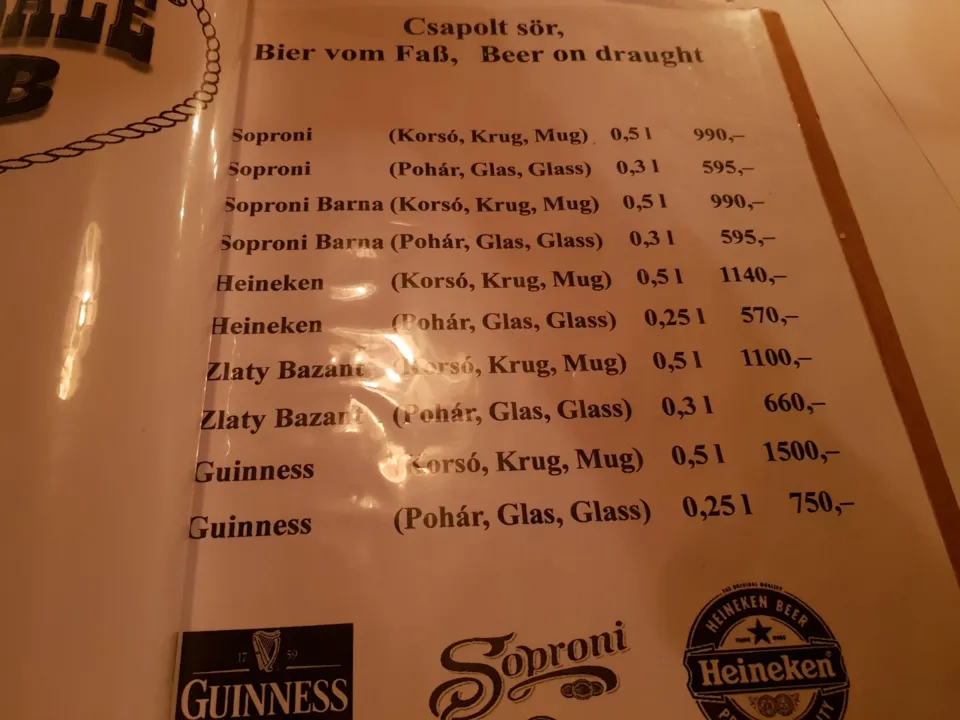 Csapolt sör,
Bier vom Faß, Beer on draught
Soproni (Korsó, Krug, Mug) 0,5 l 990,–
Soproni (Pohár, Glas, Glass) 0,3 l 595,–
Soproni Barna (Korsó, Krug, Mug) 0,5 l 990,–
Soproni Barna (Pohár, Glas, Glass) 0,3 l 595,–
Heineken (Korsó, Krug, Mug) 0,5 l 1140,–
Heineken (Pohár, Glas, Glass) 0,25 l 570,–
Zlaty Bazant (Korsó, Krug, Mug) 0,5 l 1100,–
Zlaty Bazant (Pohár, Glas, Glass) 0,3 l 660,–
Guinness (Korsó, Krug, Mug) 0,5 l 1500,–
Guinness (Pohár, Glas, Glass) 0,25 l 750,–
17 59
GUINNESS
Soproni
HEINEKEN BEER
Heineken